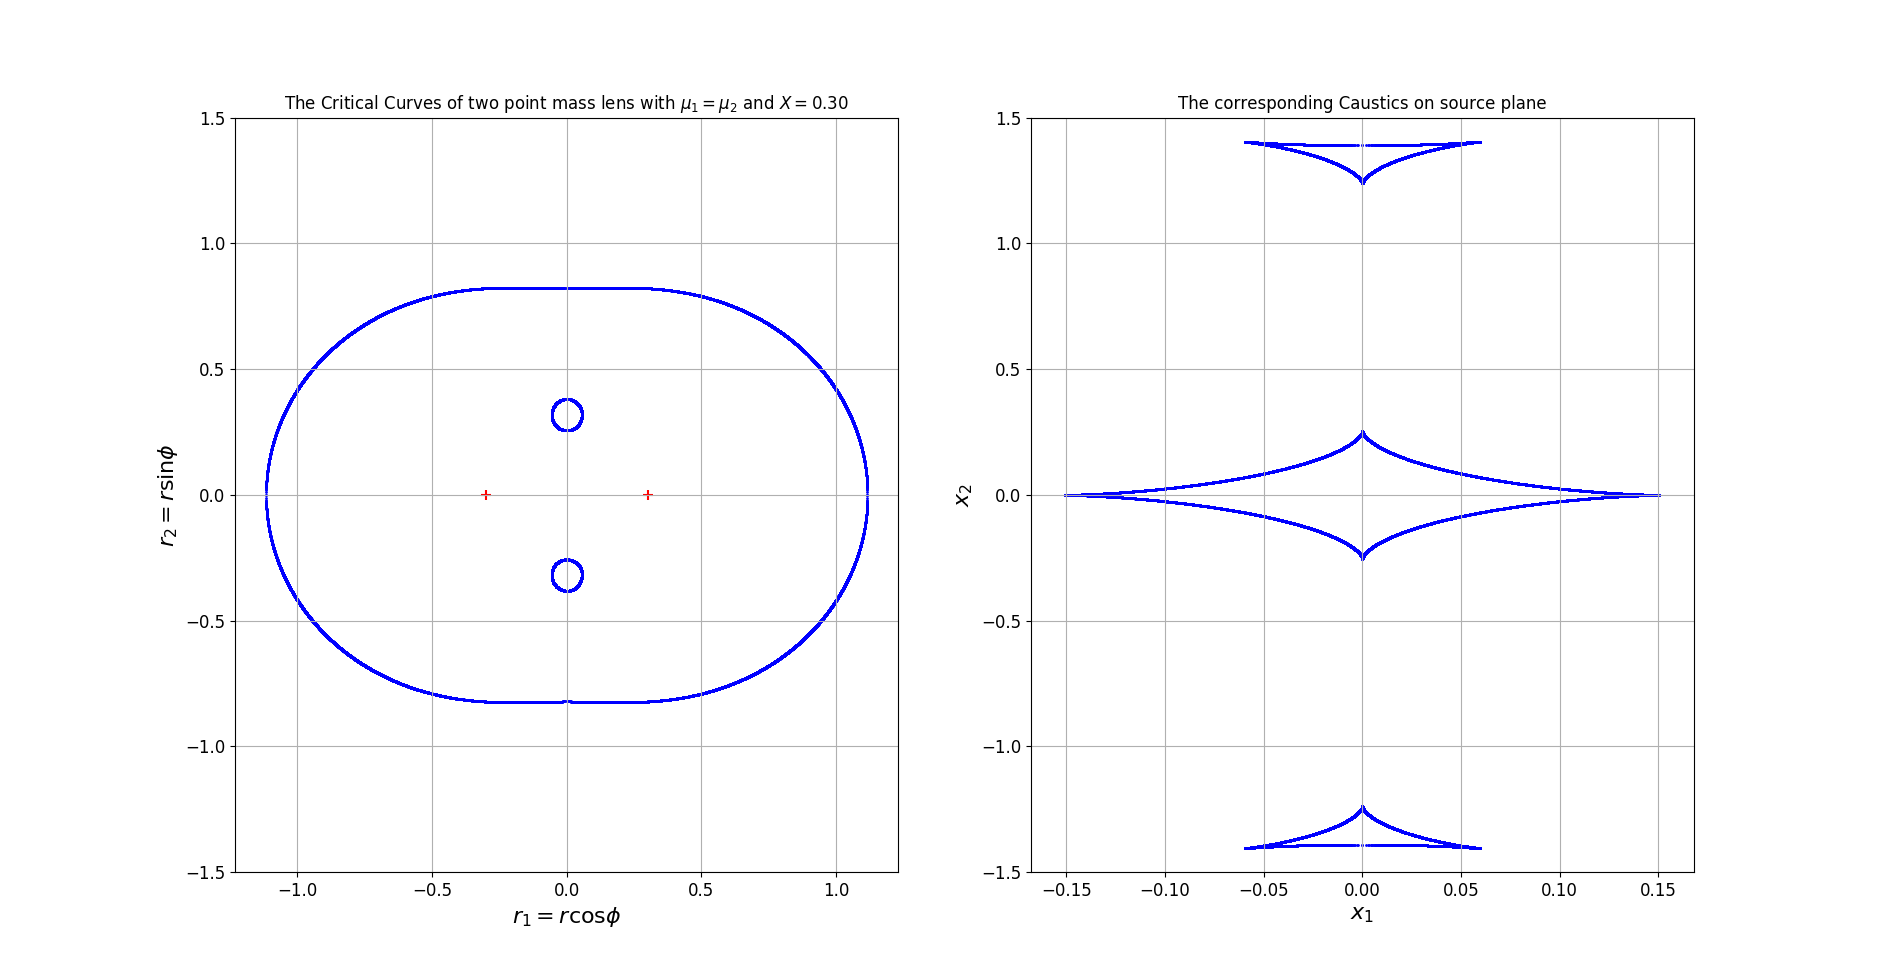 The Critical Curves of two point mass lens with μ₁ = μ₂ and X = 0.30
1.5
1.0
0.5
0.0
−0.5
−1.0
−1.5
r₂ = r sinϕ
−1.0 −0.5 0.0 0.5 1.0
r₁ = r cosϕ
The corresponding Caustics on source plane
1.5
1.0
0.5
0.0
−0.5
−1.0
−1.5
x₂
−0.15 −0.10 −0.05 0.00 0.05 0.10 0.15
x₁